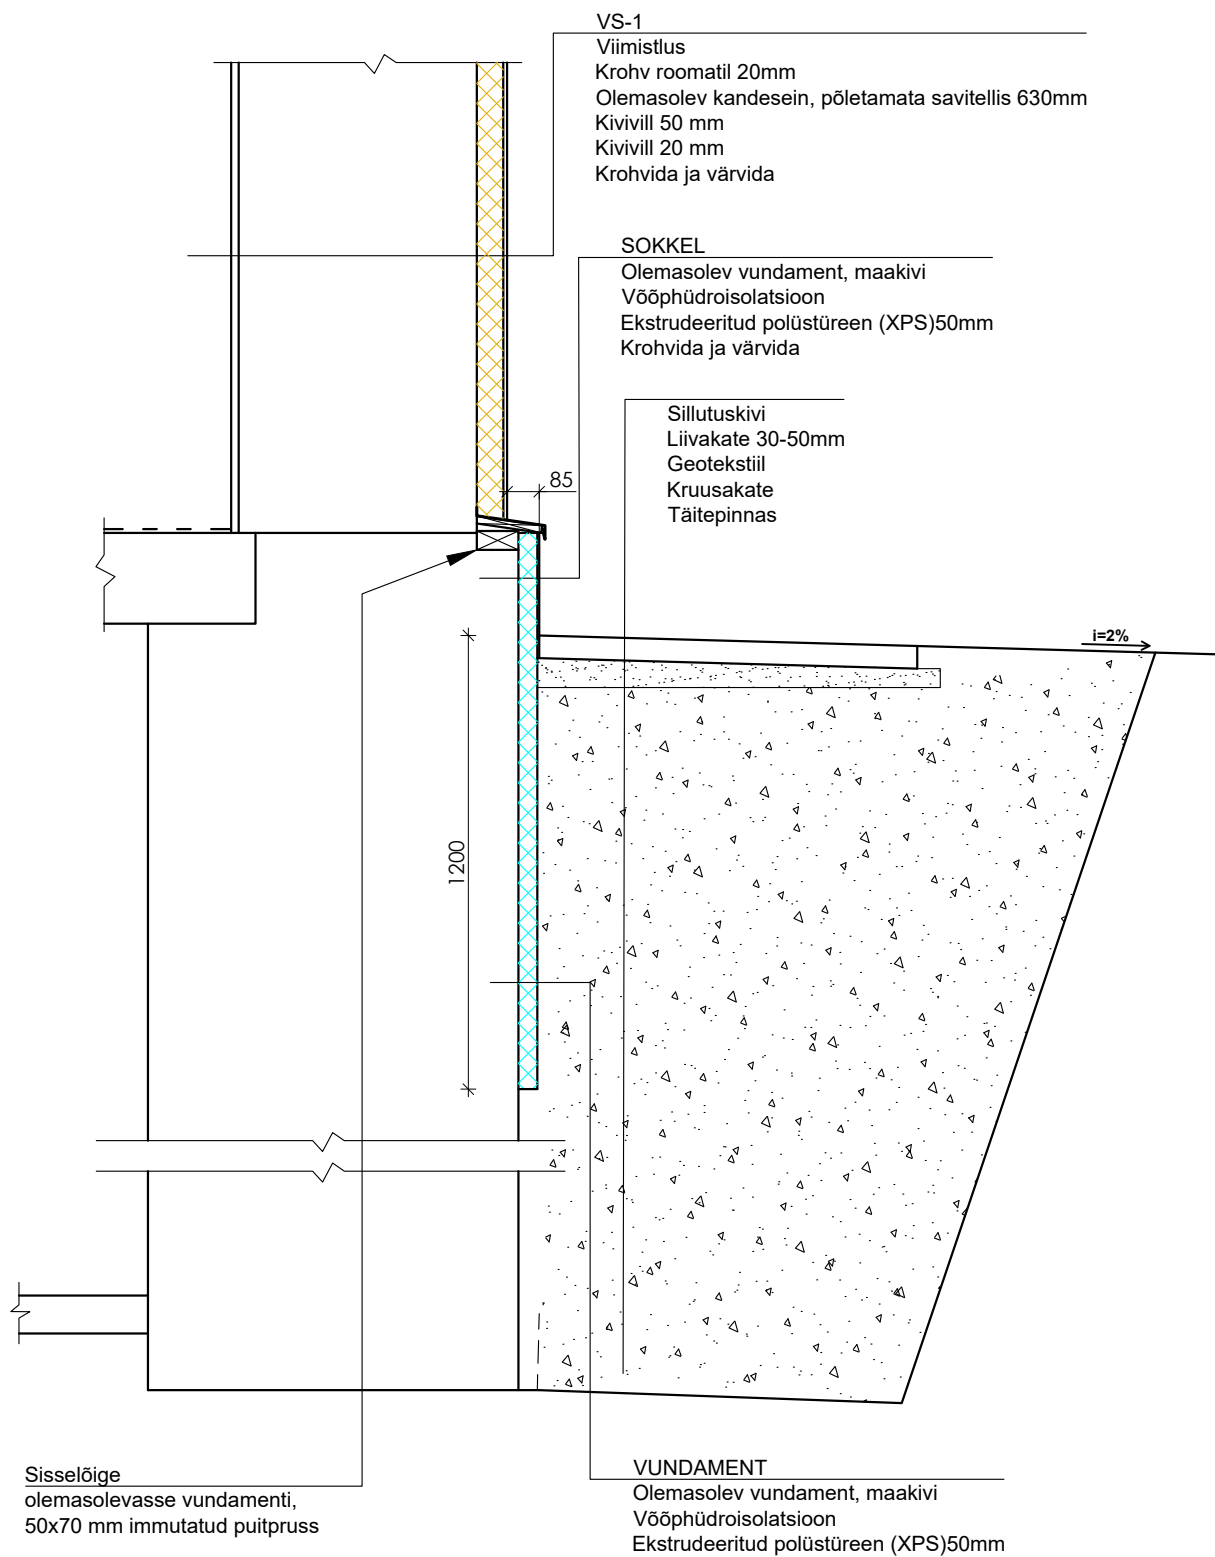 VS-1
Viimistlus
Krohv roomatil 20mm
Olemasolev kandesein, põletamata savitellis 630mm
Kivivill 50 mm
Kivivill 20 mm
Krohvida ja värvida
SOKKEL
Olemasolev vundament, maakivi
Võõphüdroisolatsioon
Ekstrudeeritud polüstüreen (XPS)50mm
Krohvida ja värvida
Sillutuskivi
Liivakate 30-50mm
Geotekstiil
Kruusakate
Täitepinnas
85
i=2%
1200
Sisselõige
olemasolevasse vundamenti,
50x70 mm immutatud puitpruss
VUNDAMENT
Olemasolev vundament, maakivi
Võõphüdroisolatsioon
Ekstrudeeritud polüstüreen (XPS)50mm